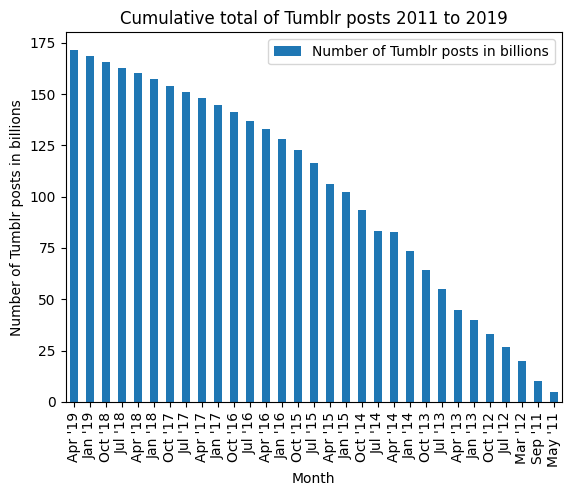 Cumulative total of Tumblr posts 2011 to 2019
Number of Tumblr posts in billions
Number of Tumblr posts in billions
175
150
125
100
75
50
25
0
Apr '19
Jan '19
Oct '18
Jul '18
Apr '18
Jan '18
Oct '17
Jul '17
Apr '17
Jan '17
Oct '16
Jul '16
Apr '16
Jan '16
Oct '15
Jul '15
Apr '15
Jan '15
Oct '14
Jul '14
Apr '14
Jan '14
Oct '13
Jul '13
Apr '13
Jan '13
Oct '12
Jul '12
Mar '12
Sep '11
May '11
Month